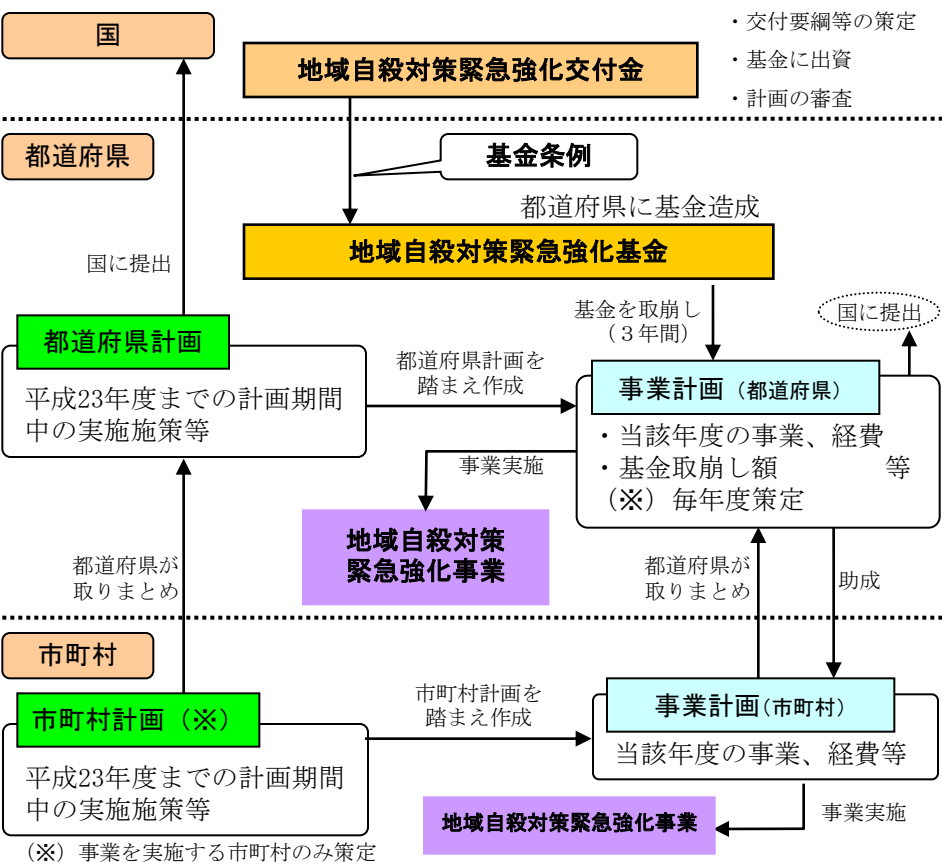 国
地域自殺対策緊急強化交付金
・交付要綱等の策定
・基金に出資
・計画の審査
都道府県
基金条例
都道府県に基金造成
地域自殺対策緊急強化基金
国に提出
基金を取崩し
（３年間）
国に提出
都道府県計画
平成23年度までの計画期間
中の実施施策等
都道府県計画を
踏まえ作成
事業計画（都道府県）
・当該年度の事業、経費
・基金取崩し額　　　　等
（※）毎年度策定
事業実施
地域自殺対策
緊急強化事業
都道府県が
取りまとめ
都道府県が
取りまとめ
助成
市町村
市町村計画（※）
平成23年度までの計画期間
中の実施施策等
（※）事業を実施する市町村のみ策定
市町村計画を
踏まえ作成
事業計画(市町村)
当該年度の事業、経費等
事業実施
地域自殺対策緊急強化事業